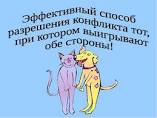 Эффективный способ
разрешения конфликта тот,
при котором выигрывают
обе стороны!